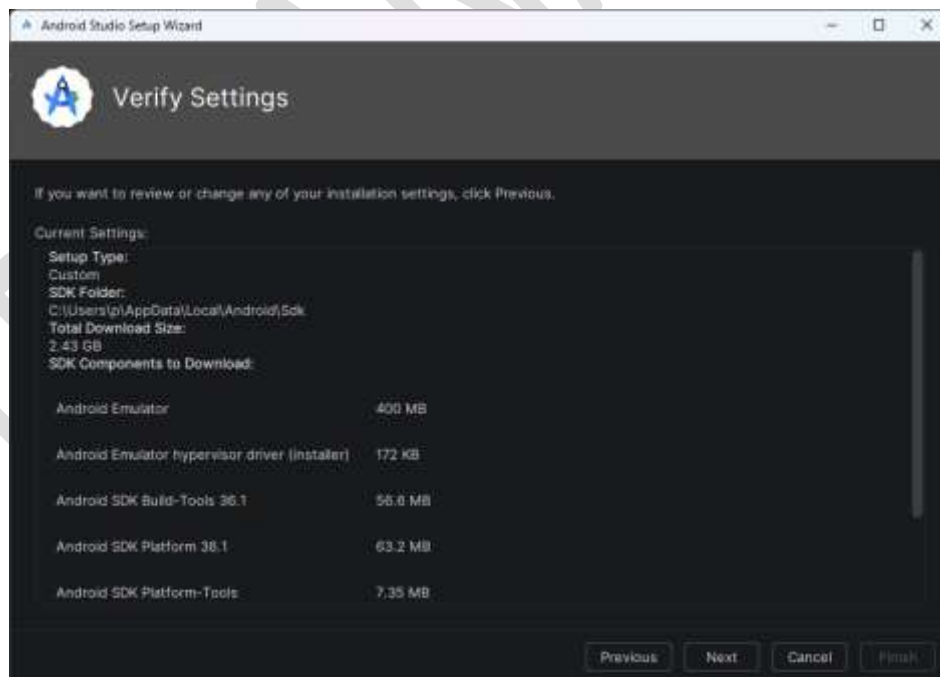 Android Studio Setup Wizard
Verify Settings
If you want to review or change any of your installation settings, click Previous.
Current Settings:
Setup Type:
Custom
SDK Folder:
C:\Users\p\AppData\Local\Android\Sdk
Total Download Size:
2.43 GB
SDK Components to Download:
Android Emulator 400 MB
Android Emulator hypervisor driver (installer) 172 KB
Android SDK Build-Tools 36.1 56.6 MB
Android SDK Platform 36.1 63.2 MB
Android SDK Platform-Tools 7.35 MB
Previous Next Cancel Finish